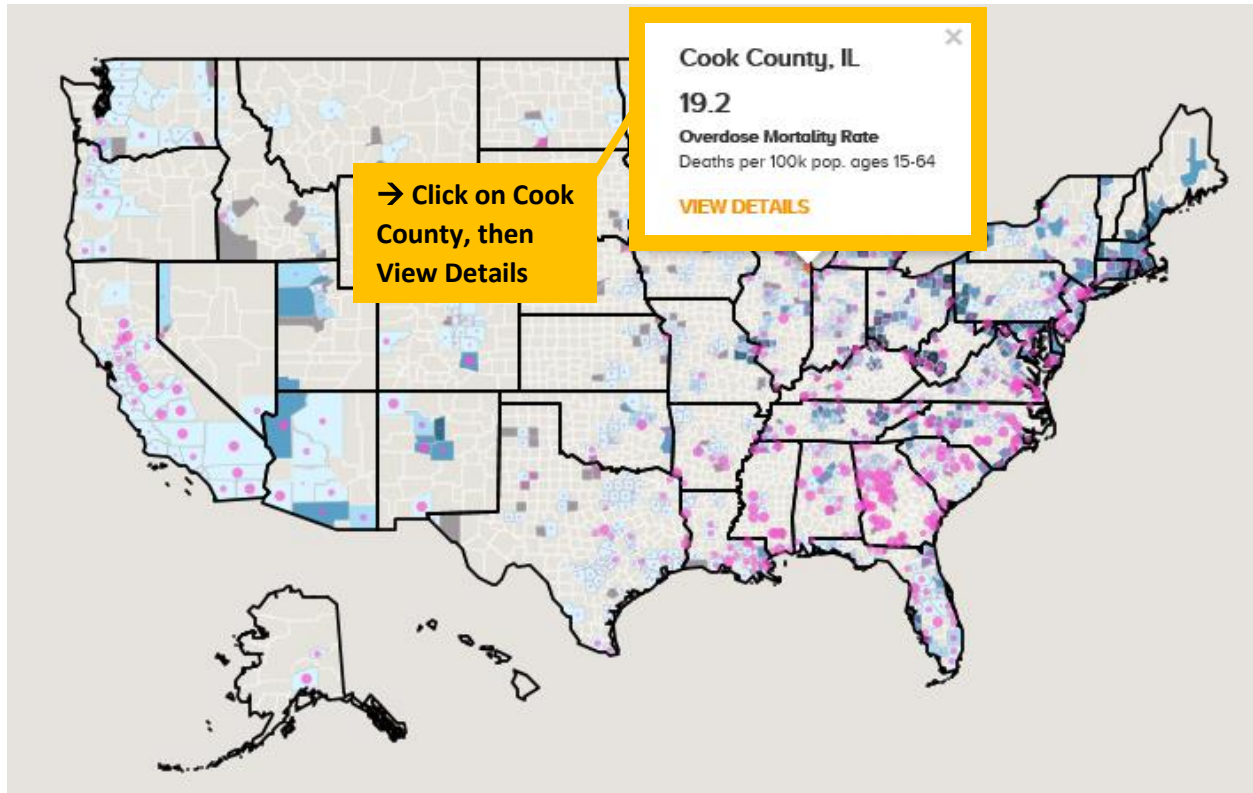 Cook County, IL
×
19.2
Overdose Mortality Rate
Deaths per 100k pop. ages 15-64
VIEW DETAILS
→ Click on Cook
County, then
View Details